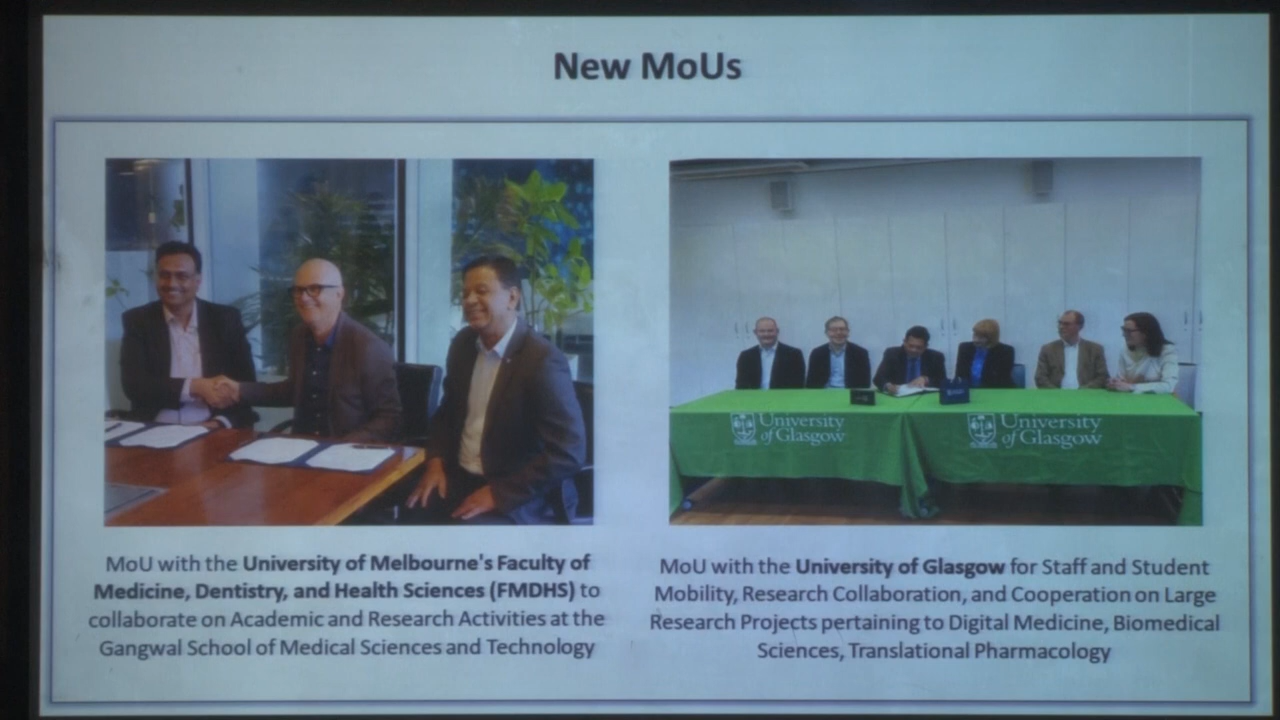 New MoUs
University
of Glasgow
University
of Glasgow
MoU with the University of Melbourne's Faculty of
Medicine, Dentistry, and Health Sciences (FMDHS) to
collaborate on Academic and Research Activities at the
Gangwal School of Medical Sciences and Technology
MoU with the University of Glasgow for Staff and Student
Mobility, Research Collaboration, and Cooperation on Large
Research Projects pertaining to Digital Medicine, Biomedical
Sciences, Translational Pharmacology